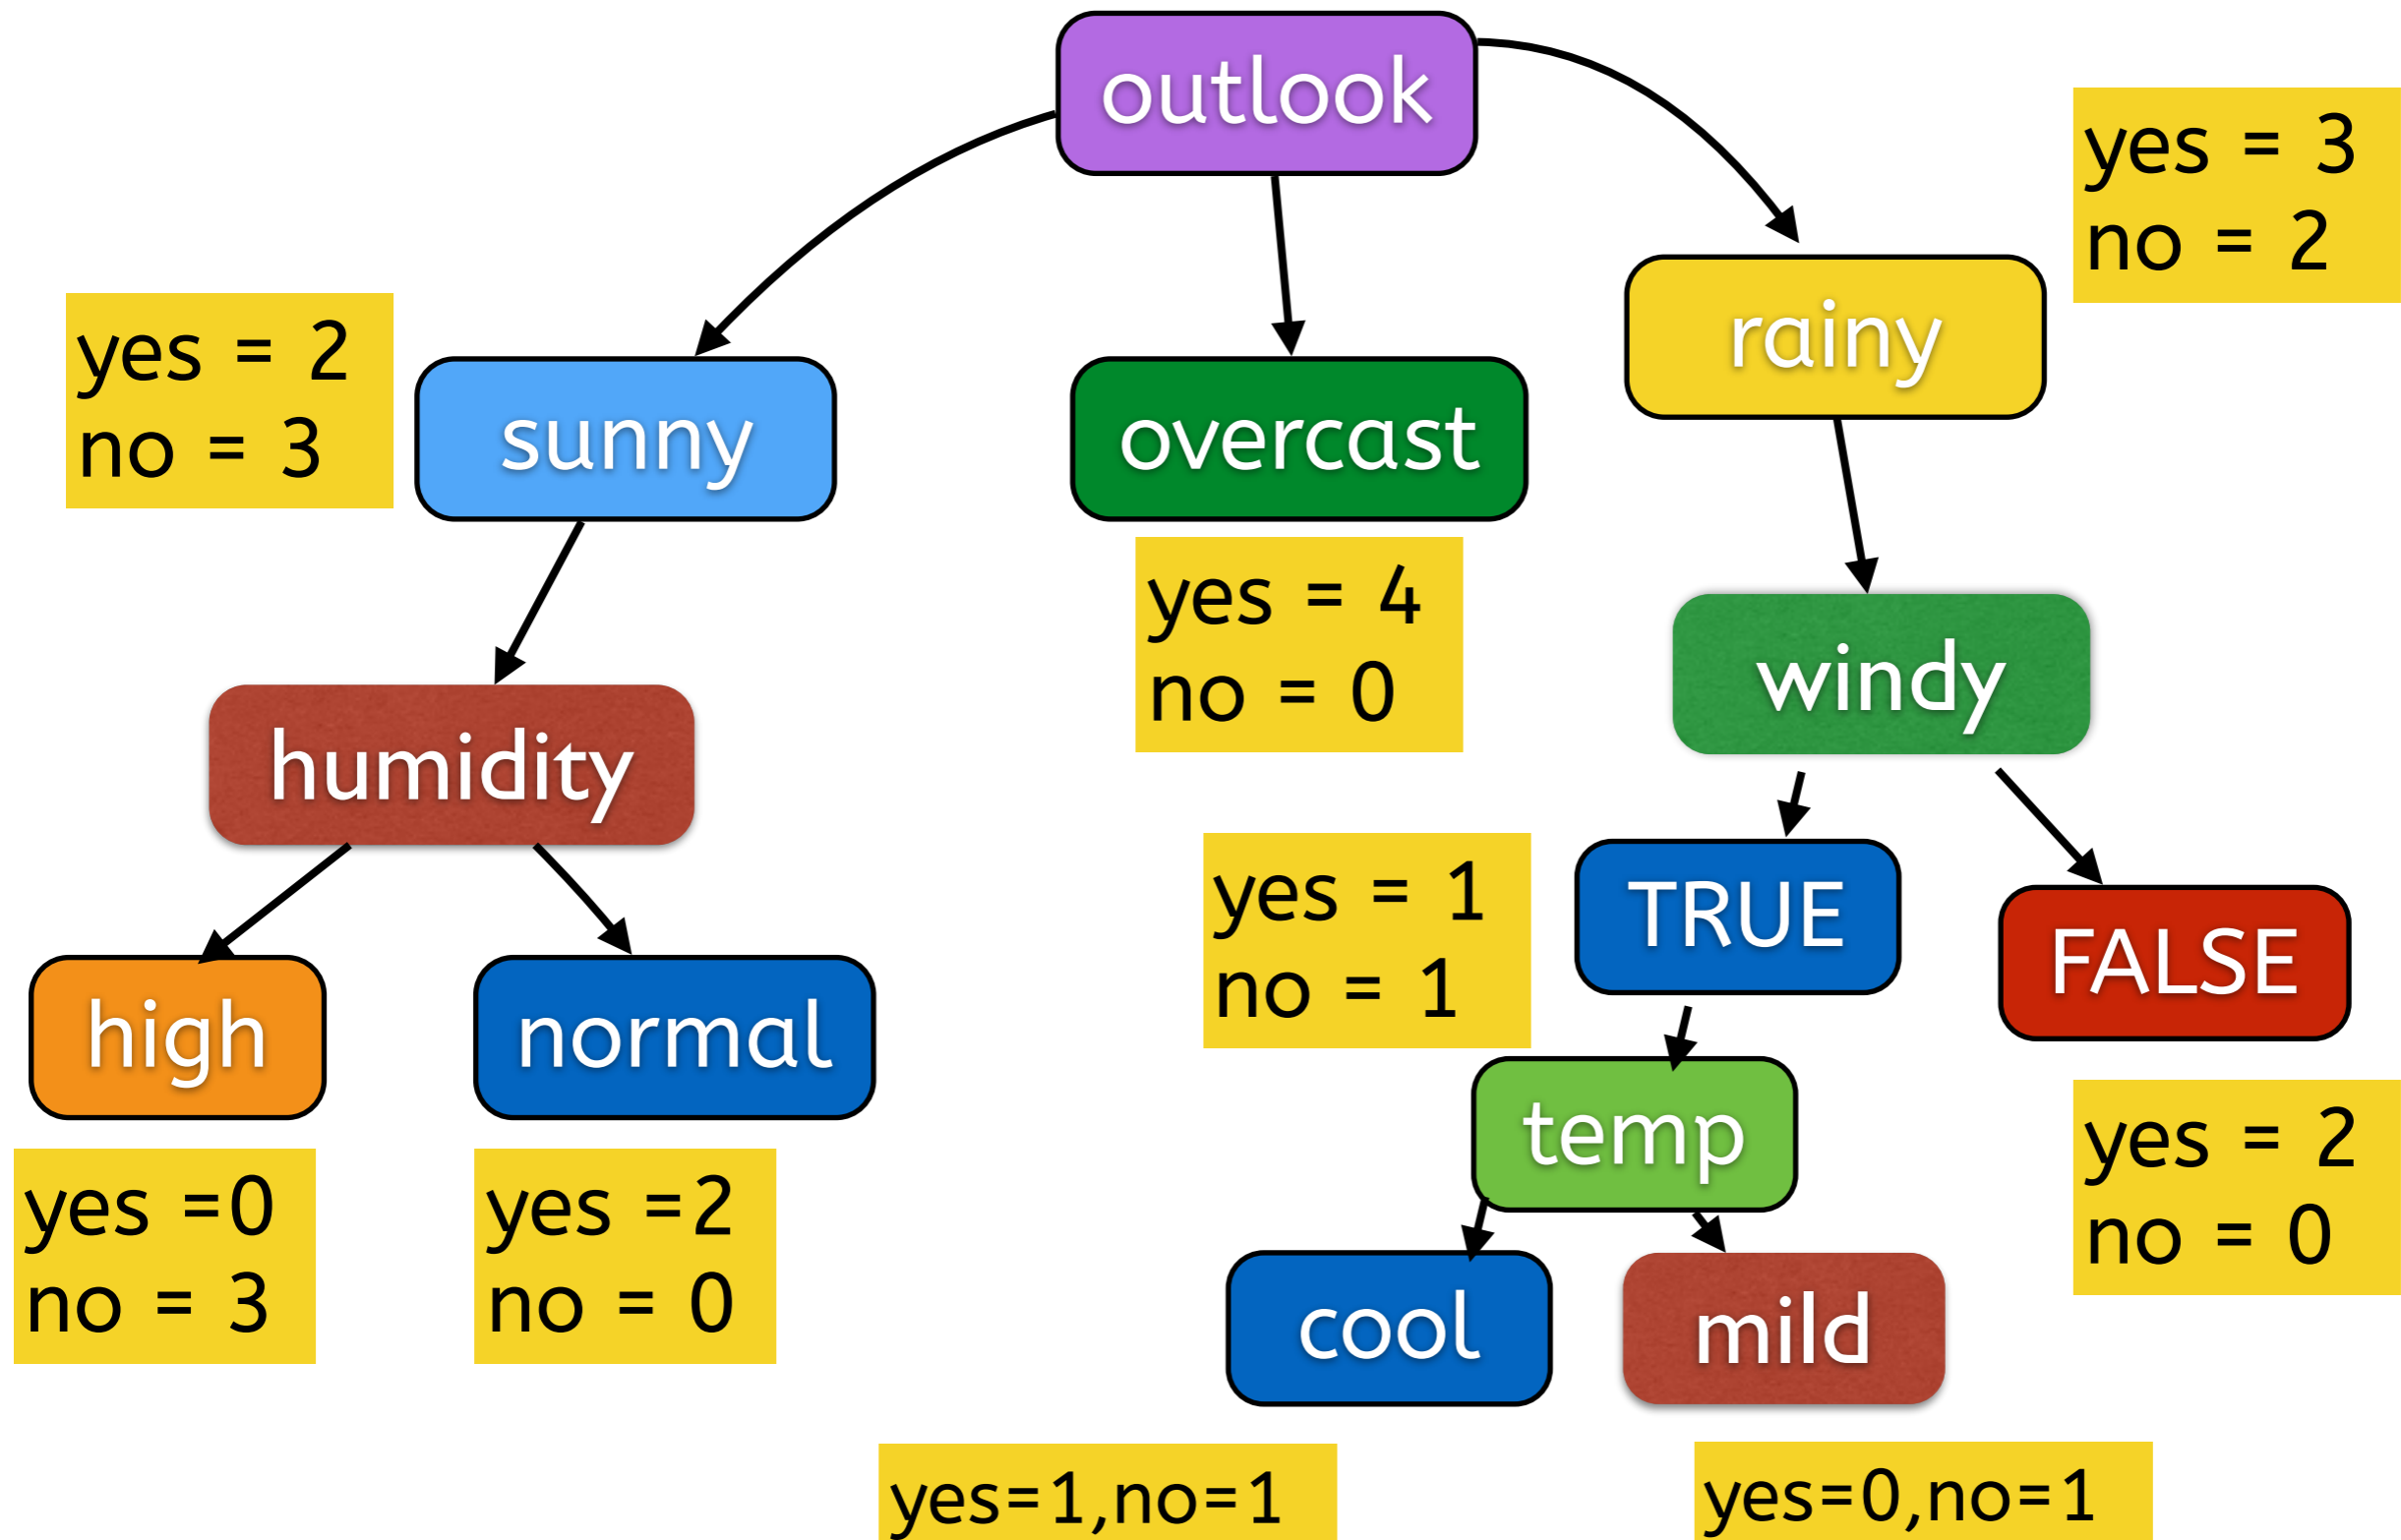 outlook
yes = 3
no = 2
rainy
yes = 2
no = 3
sunny
overcast
yes = 4
no = 0
windy
humidity
yes = 1
no = 1
TRUE
FALSE
high
normal
temp
yes = 2
no = 0
yes =0
no = 3
yes =2
no = 0
cool
mild
yes=1,no=1
yes=0,no=1